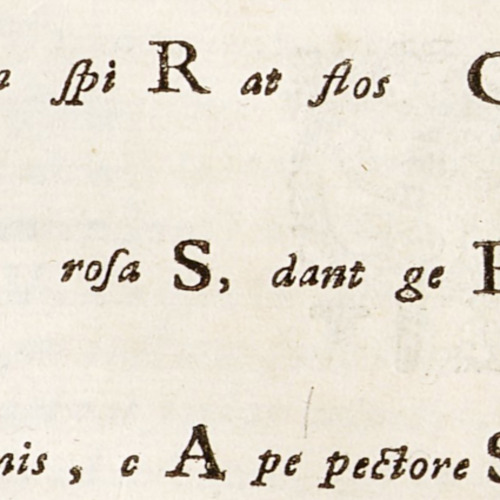 ſpi R at flos
roſa S, dant ge
nis, c A pe pectore S